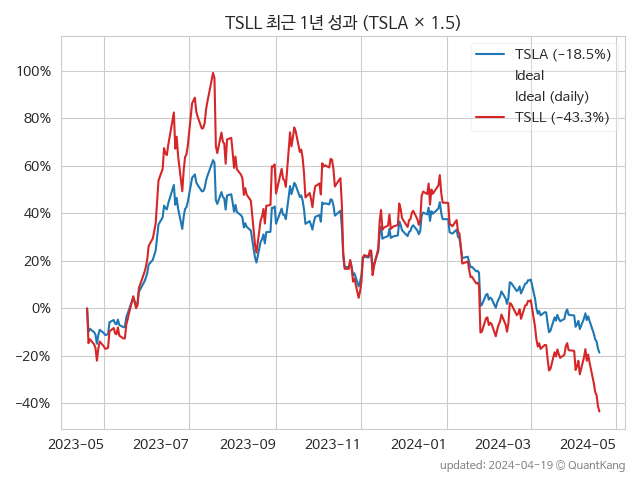 TSLL 최근 1년 성과 (TSLA × 1.5)
TSLA (−18.5%)
Ideal
Ideal (daily)
TSLL (−43.3%)
100%
80%
60%
40%
20%
0%
−20%
−40%
2023-05 2023-07 2023-09 2023-11 2024-01 2024-03 2024-05
updated: 2024-04-19 © QuantKang